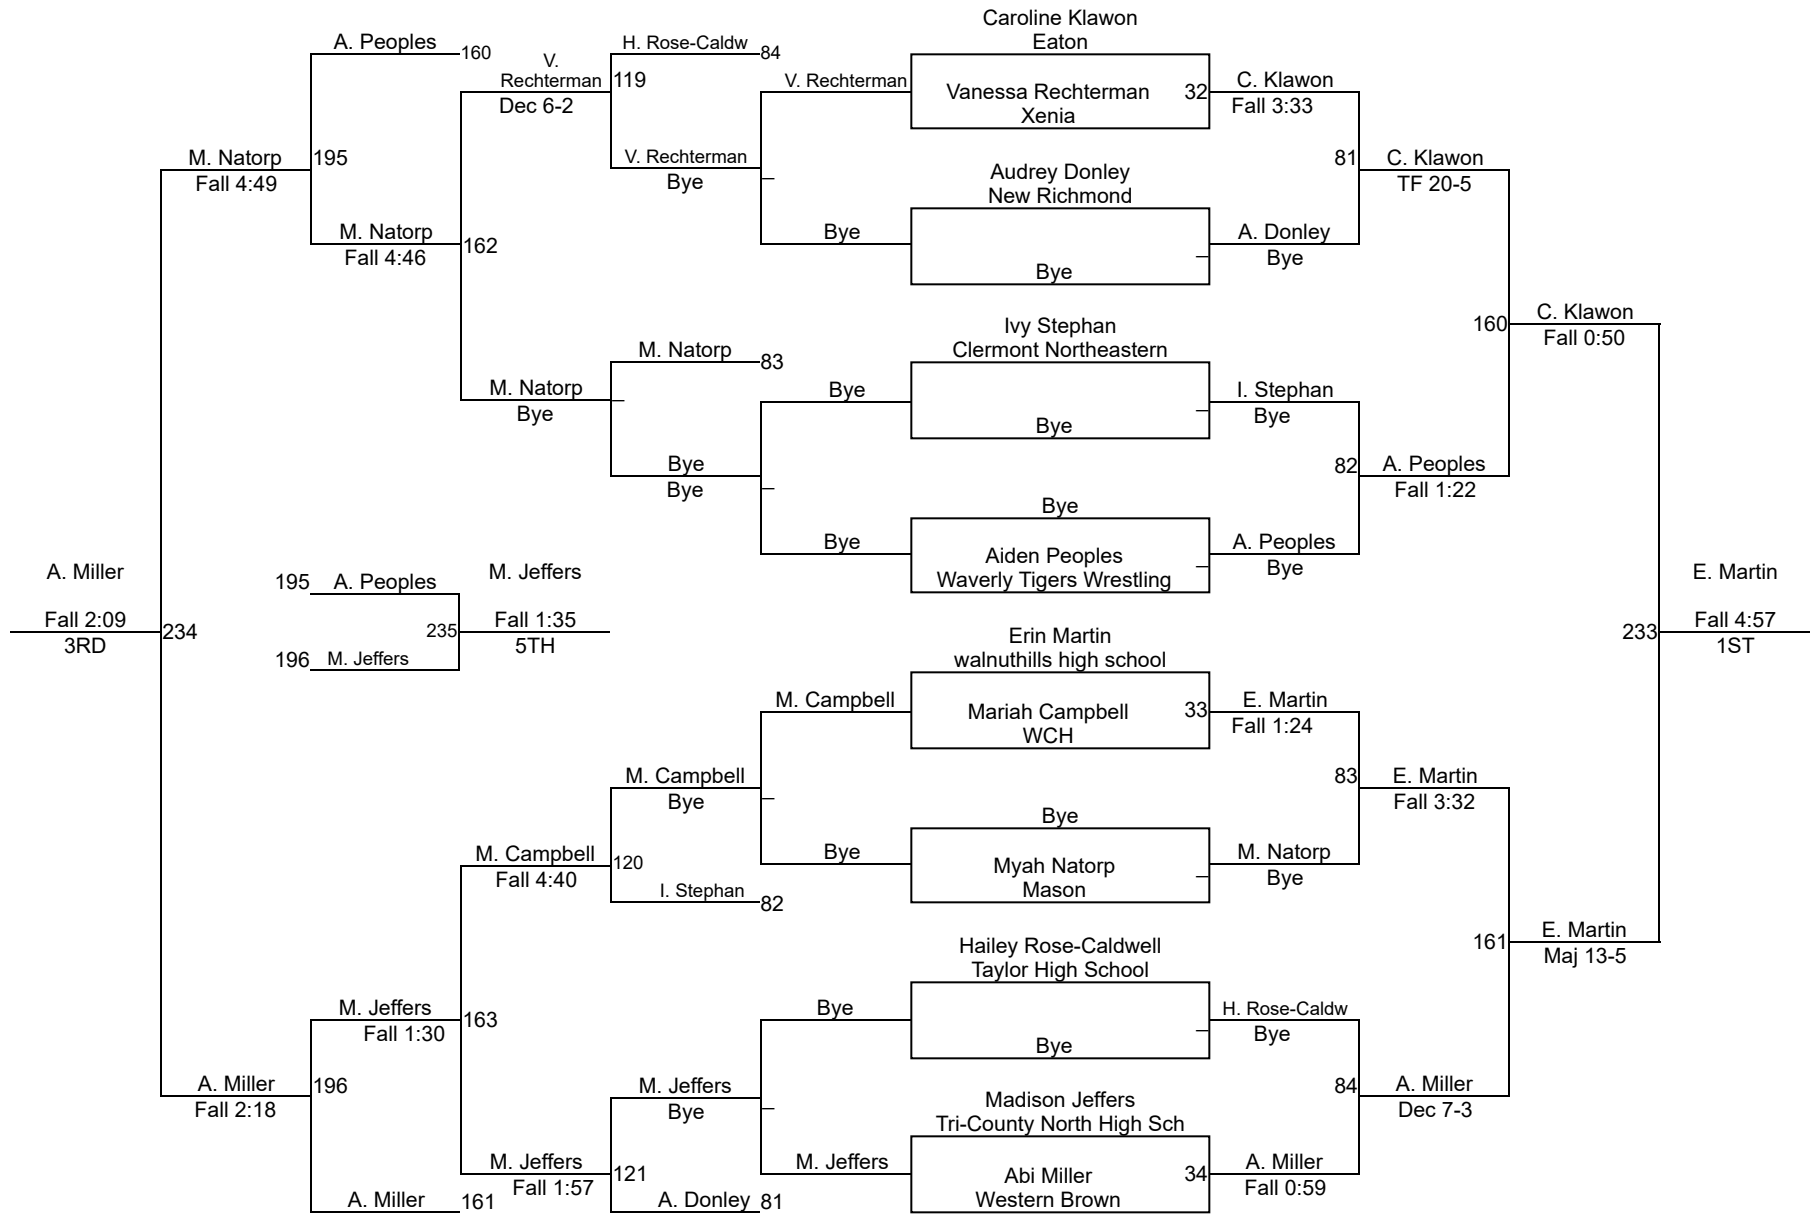 Caroline Klawon
Eaton
A. Peoples
160
V.
Rechterman
Dec 6-2
H. Rose-Caldw
84
119
V. Rechterman
Vanessa Rechterman
Xenia
32
C. Klawon
Fall 3:33
M. Natorp
Fall 4:49
195
V. Rechterman
Bye
Audrey Donley
New Richmond
81
C. Klawon
TF 20-5
M. Natorp
Fall 4:46
162
Bye
Bye
A. Donley
Bye
Ivy Stephan
Clermont Northeastern
160
C. Klawon
Fall 0:50
M. Natorp
83
M. Natorp
Bye
Bye
Bye
I. Stephan
Bye
Bye
Bye
82
A. Peoples
Fall 1:22
Bye
Bye
Aiden Peoples
Waverly Tigers Wrestling
A. Peoples
Bye
A. Miller
Fall 2:09
3RD
234
195
A. Peoples
235
196
M. Jeffers
M. Jeffers
Fall 1:35
5TH
E. Martin
Fall 4:57
1ST
233
Erin Martin
walnuthills high school
M. Campbell
Mariah Campbell
WCH
33
E. Martin
Fall 1:24
M. Campbell
Bye
83
E. Martin
Fall 3:32
Bye
M. Campbell
Fall 4:40
120
Bye
Myah Natorp
Mason
M. Natorp
Bye
I. Stephan
82
Hailey Rose-Caldwell
Taylor High School
161
E. Martin
Maj 13-5
M. Jeffers
Fall 1:30
163
Bye
Bye
H. Rose-Caldw
Bye
A. Miller
Fall 2:18
196
M. Jeffers
Bye
Madison Jeffers
Tri-County North High Sch
84
A. Miller
Dec 7-3
M. Jeffers
Fall 1:57
121
M. Jeffers
Abi Miller
Western Brown
34
A. Miller
Fall 0:59
A. Miller
161
A. Donley
81